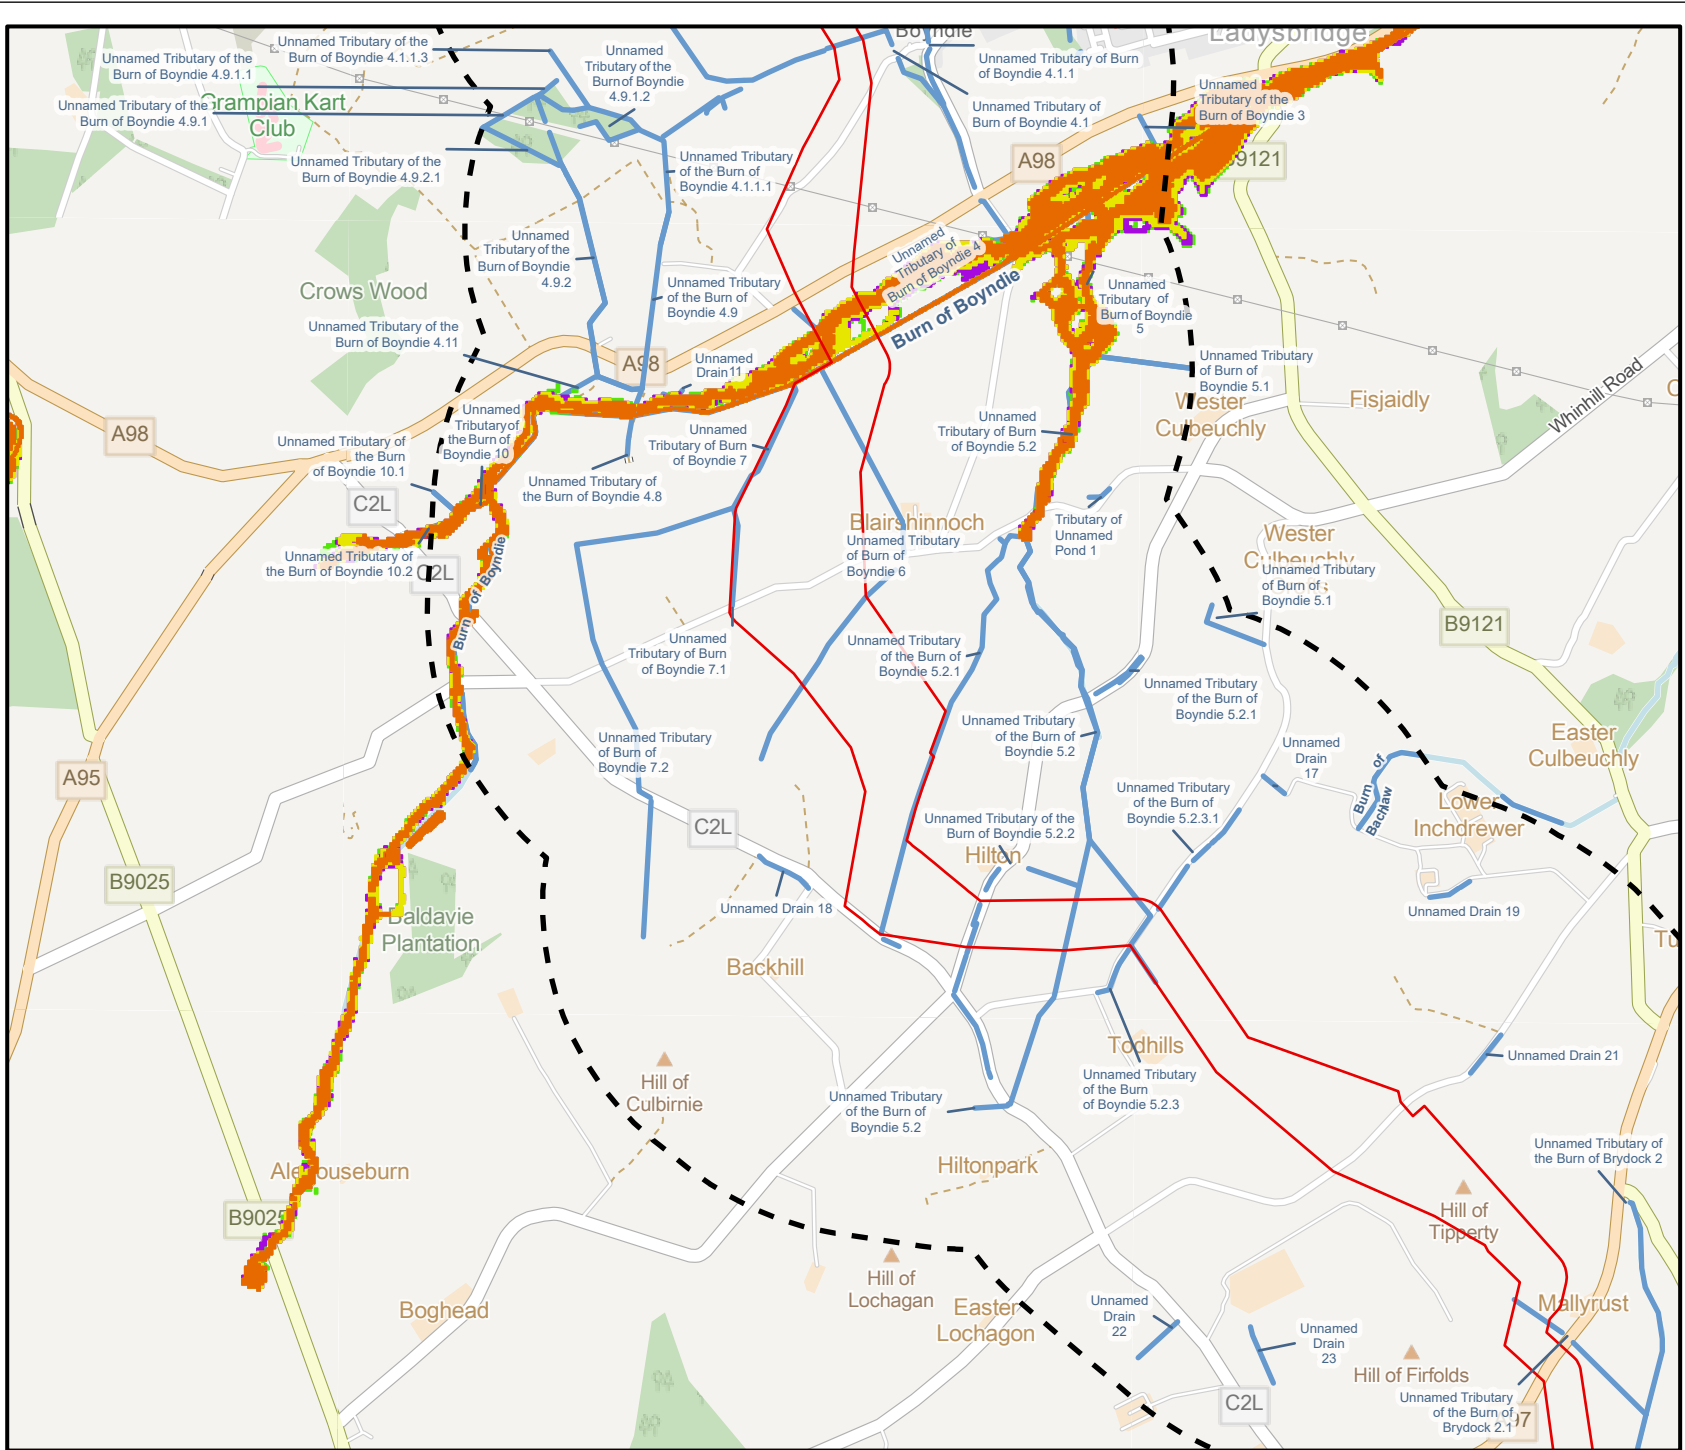 Unnamed Tributary of the
Burn of Boyndie 4.1.1.3
Unnamed Tributary of the
Burn of Boyndie 4.9.1.1
Unnamed Tributary of the
Burn of Boyndie 4.9.1
Grampian Kart
Club
Unnamed
Tributary of the
Burn of Boyndie
4.9.1.2
Boyndie
Unnamed Tributary of Burn
of Boyndie 4.1.1
Ladysbridge
Unnamed Tributary of
Burn of Boyndie 4.1
Unnamed
Tributary of the
Burn of Boyndie 3
Unnamed Tributary of the
Burn of Boyndie 4.9.2.1
Unnamed Tributary
of the Burn of
Boyndie 4.1.1.1
A98
B9121
Unnamed
Tributary of the
Burn of Boyndie
4.9.2
Unnamed
Tributary of
Burn of Boyndie 4
Crows Wood
Unnamed Tributary
of the Burn of
Boyndie 4.9
Burn of Boyndie
Unnamed
Tributary of
Burn of Boyndie
5
Unnamed Tributary of the
Burn of Boyndie 4.11
A98
Unnamed
Drain 11
Unnamed Tributary
of Burn of
Boyndie 5.1
Wester
Culbeuchly
Fisjaidly
Whinhill Road
A98
Unnamed Tributary of
the Burn
of Boyndie 10.1
Unnamed
Tributary of
the Burn of
Boyndie 10
Unnamed
Tributary of Burn
of Boyndie 7
Unnamed
Tributary of Burn
of Boyndie 5.2
C2L
Unnamed Tributary of
the Burn of Boyndie 4.8
Blairshinnoch
Unnamed Tributary
of Burn of
Boyndie 6
Tributary of
Unnamed
Pond 1
Wester
Culbeuchly
Unnamed Tributary of
the Burn of Boyndie 10.2
C2L
Burn of Boyndie
Unnamed Tributary
of Burn of
Boyndie 5.1
B9121
Unnamed
Tributary of Burn
of Boyndie 7.1
Unnamed Tributary
of the Burn of
Boyndie 5.2.1
Unnamed Tributary
of the Burn of
Boyndie 5.2.1
Unnamed Tributary
of Burn of
Boyndie 7.2
Unnamed Tributary
of the Burn of
Boyndie 5.2
Unnamed
Drain
17
Easter
Culbeuchly
A95
Burn of
Bachlaw
Unnamed Tributary
of the Burn of
Boyndie 5.2.3.1
Lower
Inchdrewer
C2L
Unnamed Tributary of the
Burn of Boyndie 5.2.2
Hilton
B9025
Unnamed Drain 18
Unnamed Drain 19
Baldavie
Plantation
Tu
Backhill
Todhills
Unnamed Drain 21
Hill of
Culbirnie
Unnamed Tributary
of the Burn
of Boyndie 5.2.3
Unnamed Tributary
of the Burn of
Boyndie 5.2
Unnamed Tributary of
the Burn of Brydock 2
Alehouseburn
Hiltonpark
B9025
Hill of
Tipperty
Hill of
Lochagan
Boghead
Easter
Lochagon
Unnamed
Drain
22
Mallyrust
Unnamed
Drain
23
Hill of Firfolds
C2L
Unnamed Tributary
of the Burn of
Brydock 2.1
97